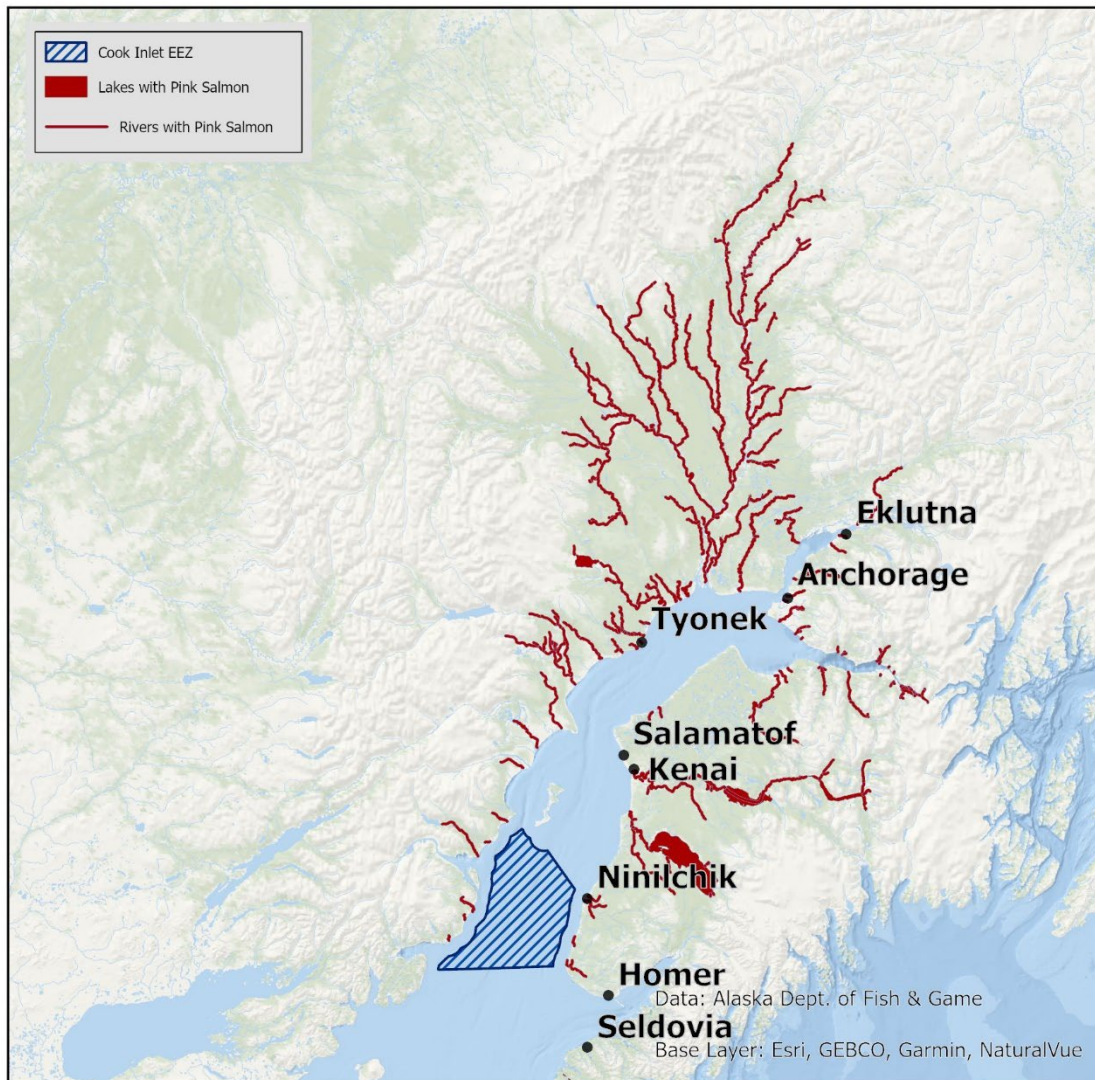 Cook Inlet EEZ
Lakes with Pink Salmon
Rivers with Pink Salmon
Eklutna
Anchorage
Tyonek
Salamatof
Kenai
Ninilchik
Homer
Data: Alaska Dept. of Fish & Game
Seldovia
Base Layer: Esri, GEBCO, Garmin, NaturalVue